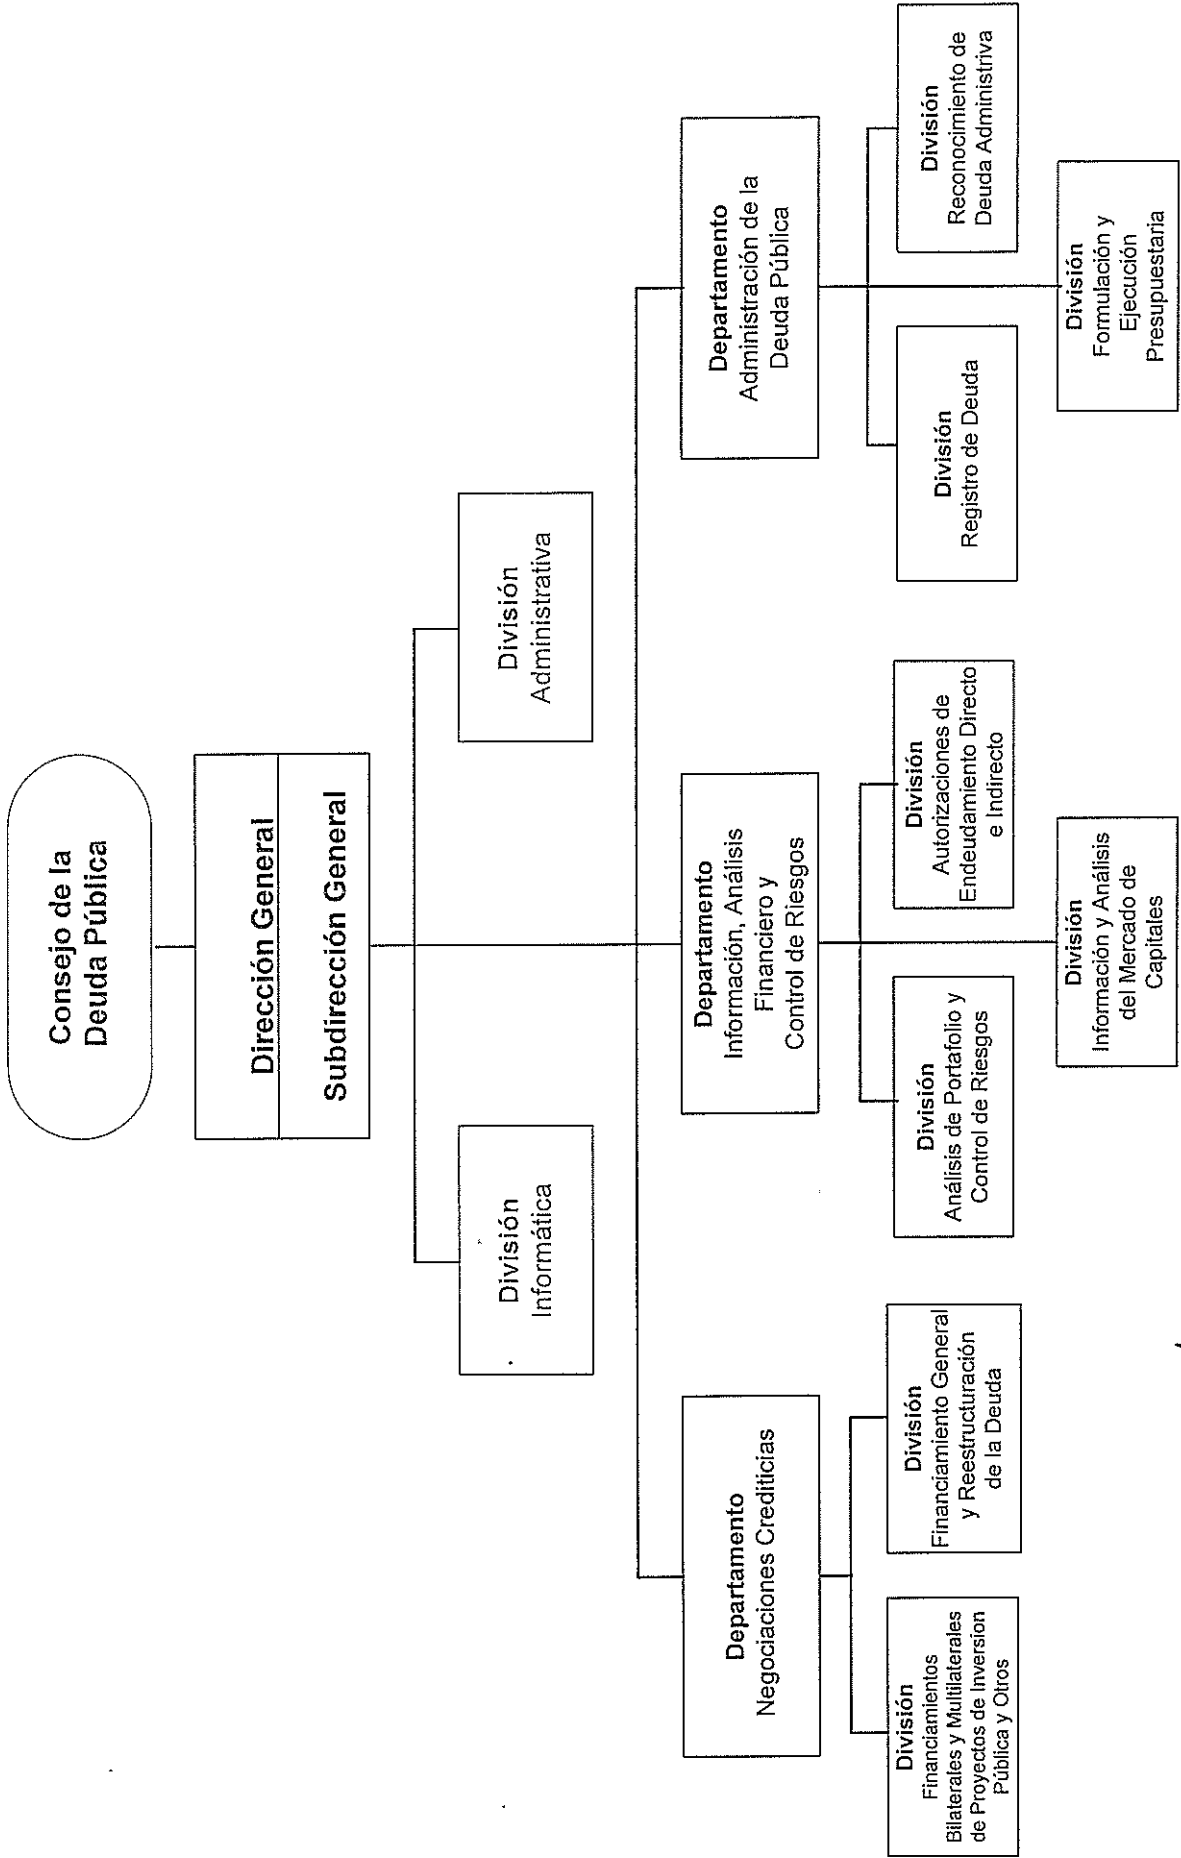 Consejo de la
Deuda Pública
Dirección General
Subdirección General
División
Informática
División
Administrativa
Departamento
Negociaciones Crediticias
Departamento
Información, Análisis
Financiero y
Control de Riesgos
Departamento
Administración de la
Deuda Pública
División
Financiamientos
Bilaterales y Multilaterales
de Proyectos de Inversion
Pública y Otros
División
Financiamiento General
y Reestructuración
de la Deuda
División
Análisis de Portafolio y
Control de Riesgos
División
Autorizaciones de
Endeudamiento Directo
e Indirecto
División
Registro de Deuda
División
Reconocimiento de
Deuda Administriva
División
Información y Análisis
del Mercado de
Capitales
División
Formulación y
Ejecución
Presupuestaria